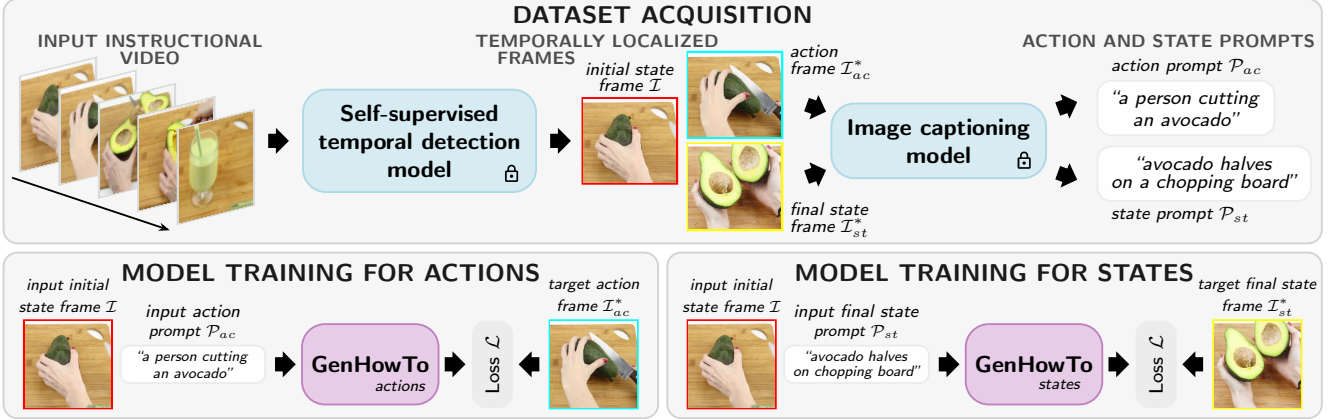 DATASET ACQUISITION
INPUT INSTRUCTIONAL
VIDEO
TEMPORALLY LOCALIZED
FRAMES
ACTION AND STATE PROMPTS
Self-supervised
temporal detection
model
initial state
frame I
action
frame I*ac
final state
frame I*st
Image captioning
model
action prompt Pac
“a person cutting
an avocado”
“avocado halves
on a chopping board”
state prompt Pst
MODEL TRAINING FOR ACTIONS
input initial
state frame I
input action
prompt Pac
“a person cutting
an avocado”
GenHowTo
actions
Loss L
target action
frame I*ac
MODEL TRAINING FOR STATES
input initial
state frame I
input final state
prompt Pst
“avocado halves
on chopping board”
GenHowTo
states
Loss L
target final state
frame I*st